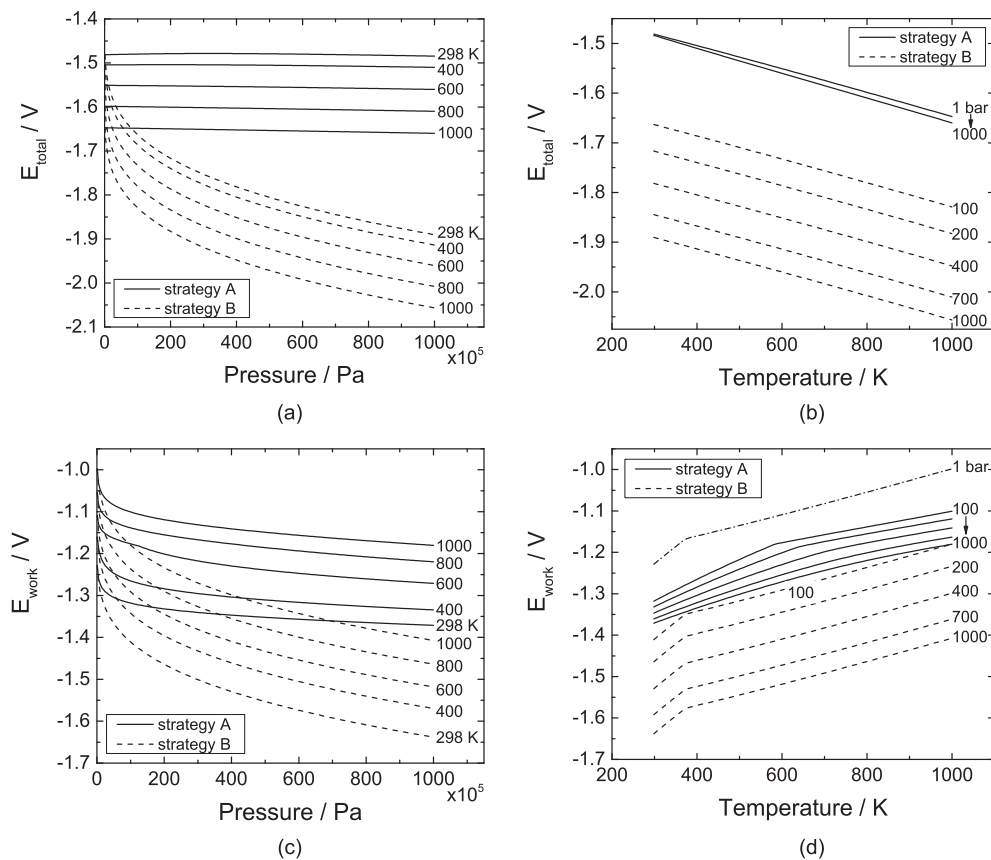 -1.4
-1.5
-1.6
-1.7
-1.8
-1.9
-2.0
-2.1
E_total / V
298 K
400
600
800
1000
298 K
400
600
800
1000
strategy A
strategy B
0 200 400 600 800 1000
x10^5
Pressure / Pa
(a)
-1.5
-1.6
-1.7
-1.8
-1.9
-2.0
E_total / V
strategy A
strategy B
1 bar
1000
100
200
400
700
1000
200 400 600 800 1000
Temperature / K
(b)
-1.0
-1.1
-1.2
-1.3
-1.4
-1.5
-1.6
-1.7
E_work / V
1000
800
600
400
298 K
1000
800
600
400
298 K
strategy A
strategy B
0 200 400 600 800 1000
x10^5
Pressure / Pa
(c)
-1.0
-1.1
-1.2
-1.3
-1.4
-1.5
-1.6
-1.7
E_work / V
strategy A
strategy B
1 bar
100
1000
100
200
400
700
1000
200 400 600 800 1000
Temperature / K
(d)